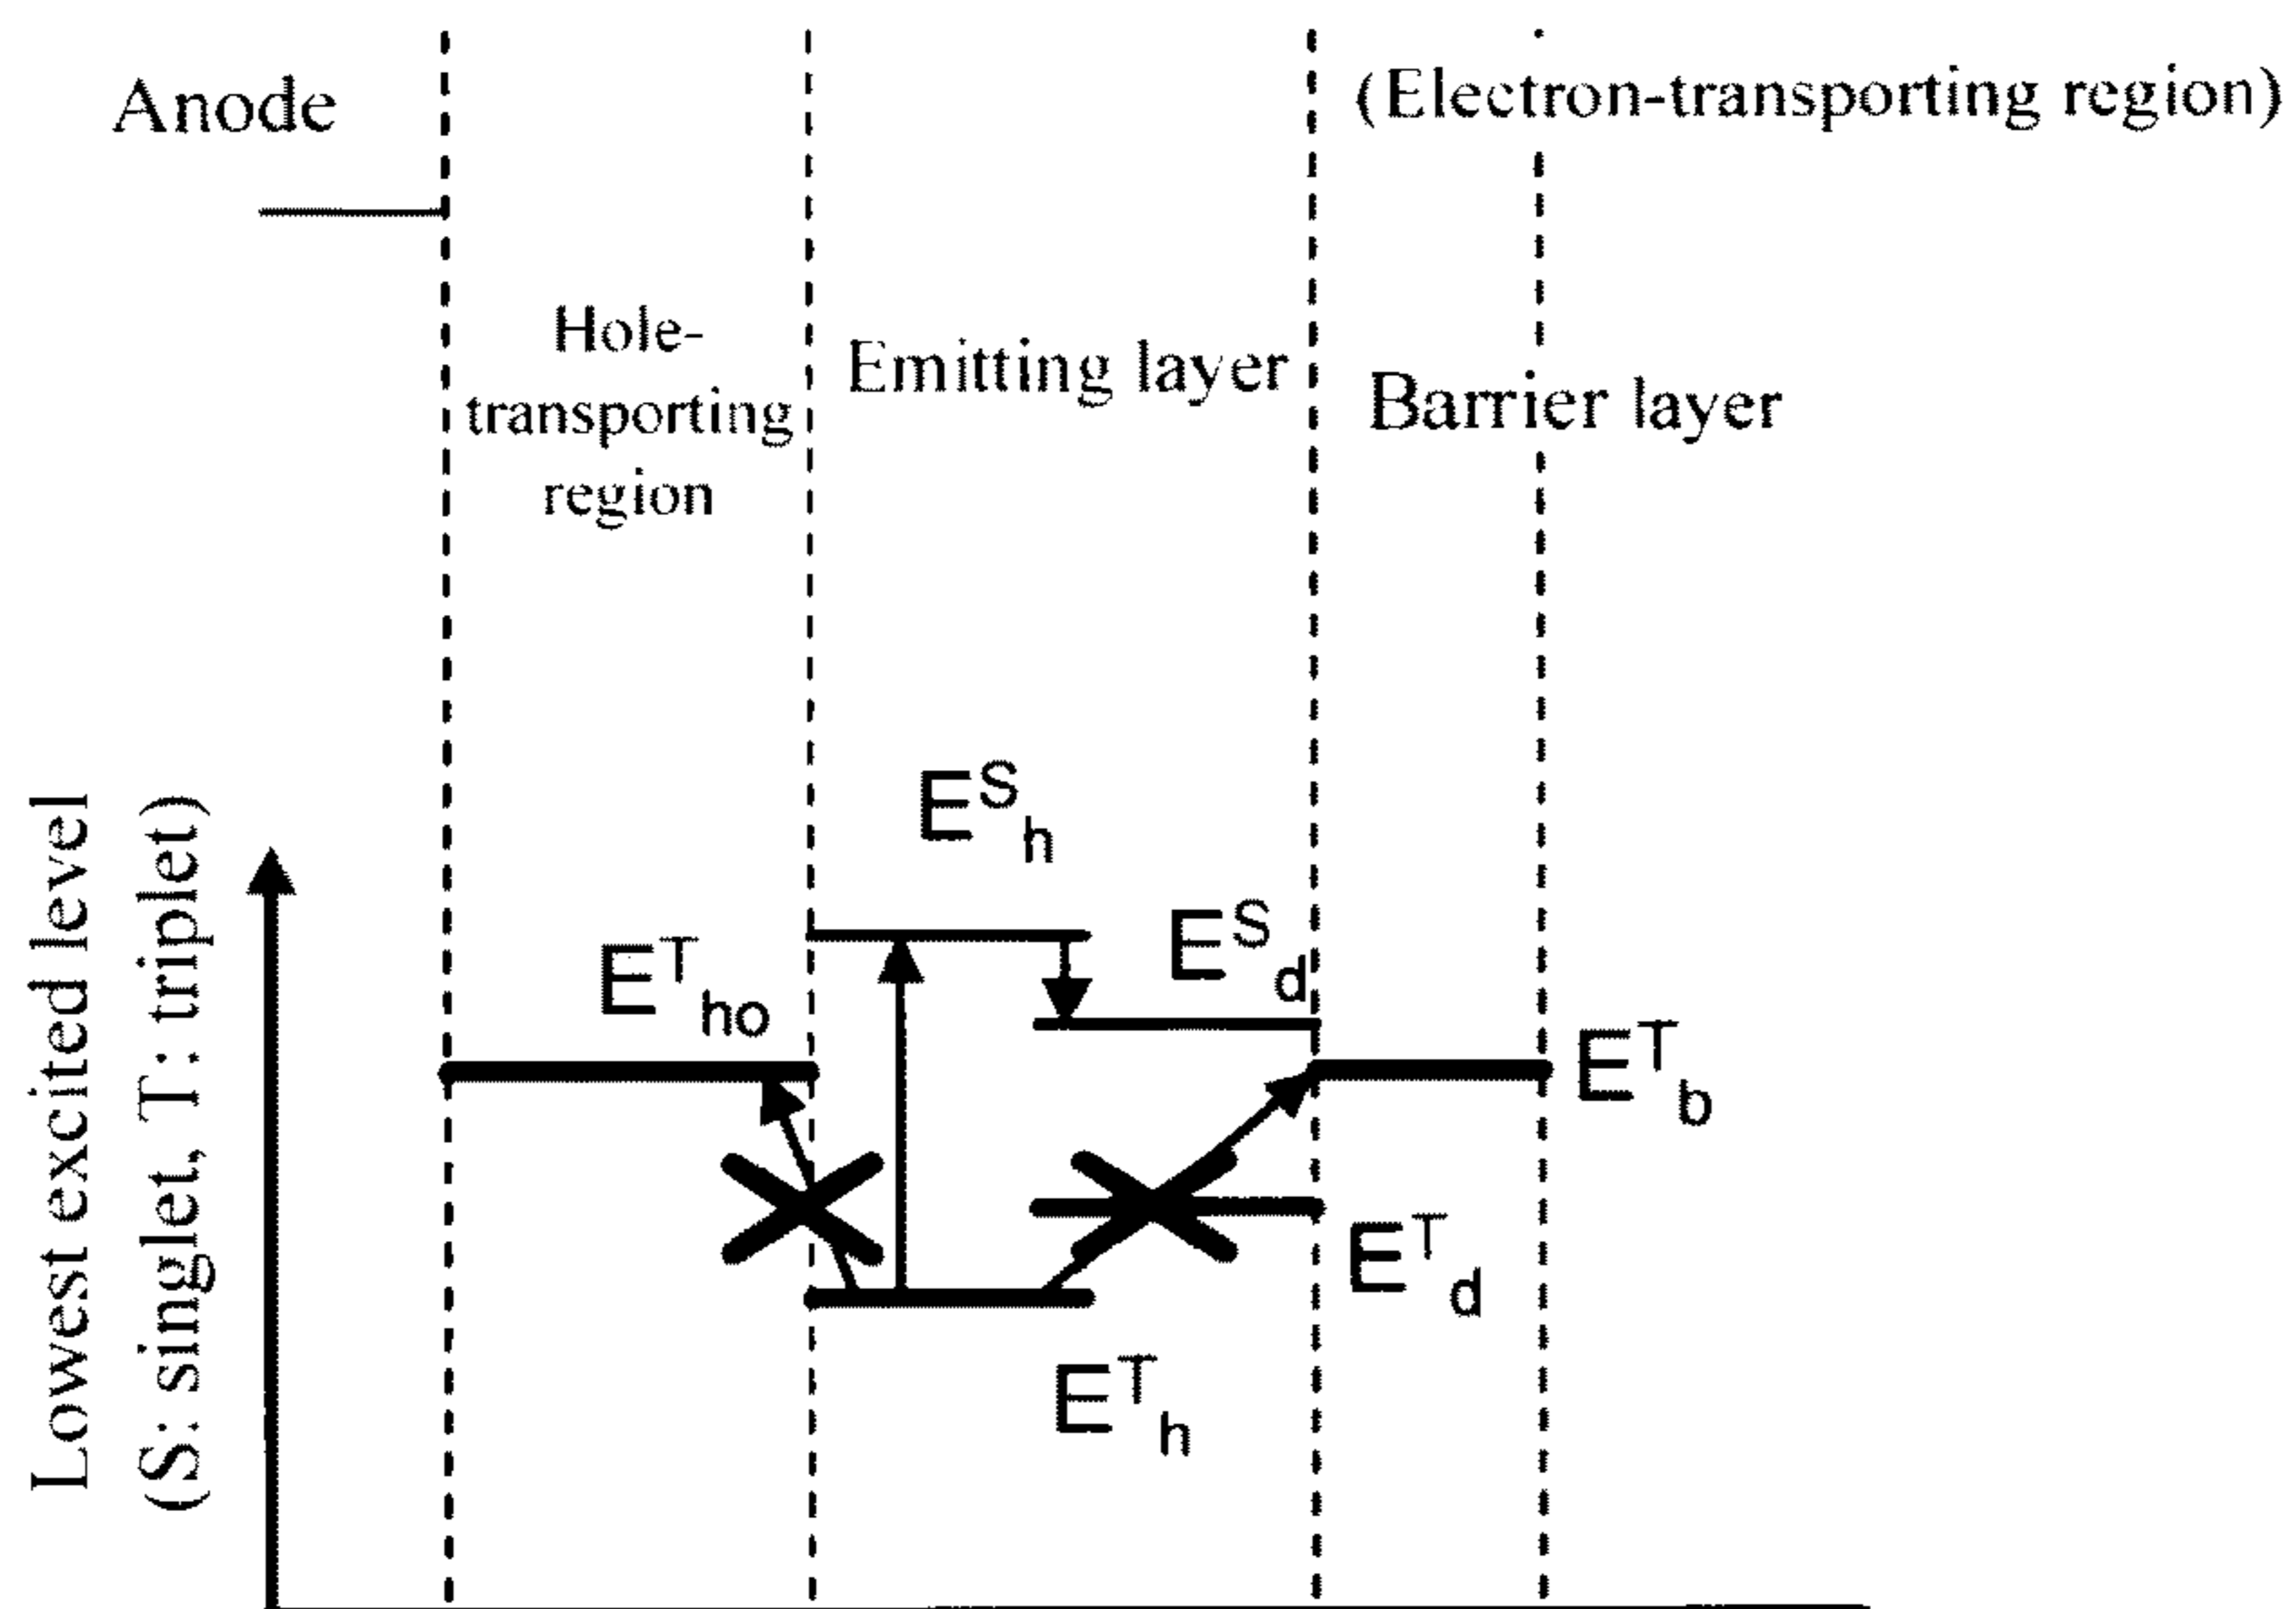 Anode
(Electron-transporting region)
Hole-
transporting
region
Emitting layer
Barrier layer
Lowest excited level
(S: singlet, T: triplet)
E^S_h
E^S_d
E^T_ho
E^T_b
E^T_d
E^T_h